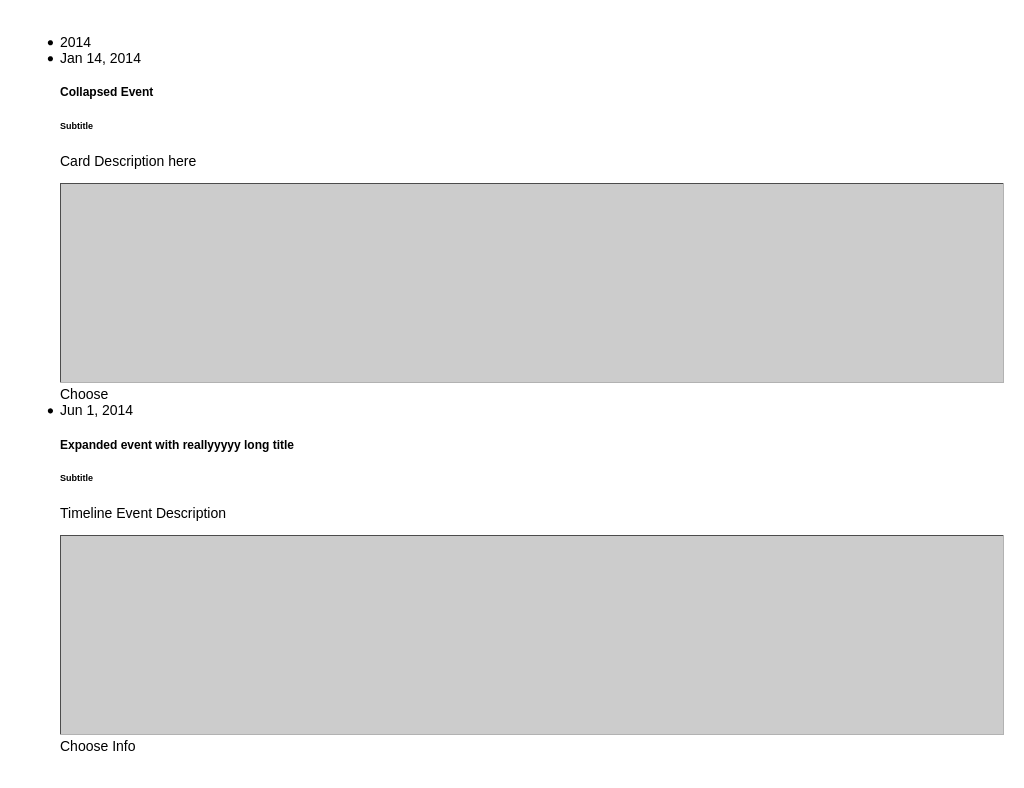 2014
Jan 14, 2014
Collapsed Event
Subtitle
Card Description here
Choose
Jun 1, 2014
Expanded event with reallyyyyy long title
Subtitle
Timeline Event Description
Choose Info